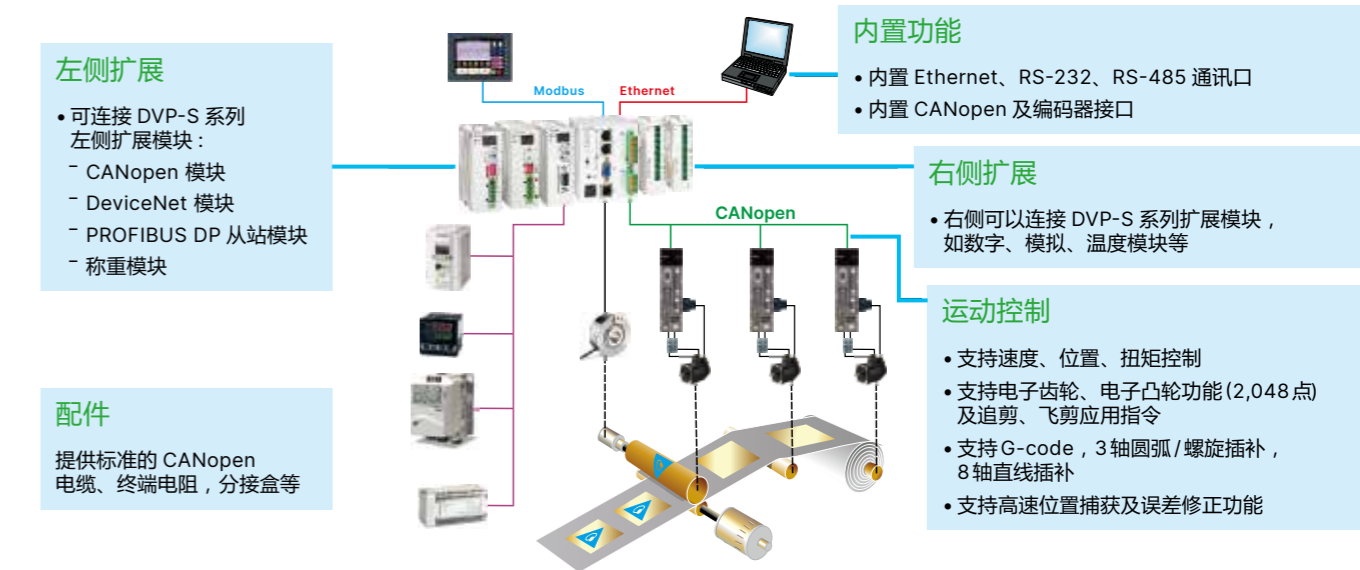 左侧扩展
• 可连接 DVP-S 系列
左侧扩展模块：
- CANopen 模块
- DeviceNet 模块
- PROFIBUS DP 从站模块
- 称重模块
配件
提供标准的 CANopen
电缆、终端电阻，分接盒等
Modbus
Ethernet
CANopen
内置功能
• 内置 Ethernet、RS-232、RS-485 通讯口
• 内置 CANopen 及编码器接口
右侧扩展
• 右侧可以连接 DVP-S 系列扩展模块，
如数字、模拟、温度模块等
运动控制
• 支持速度、位置、扭矩控制
• 支持电子齿轮、电子凸轮功能(2,048点)
及追剪、飞剪应用指令
• 支持G-code，3轴圆弧/螺旋插补，
8轴直线插补
• 支持高速位置捕获及误差修正功能